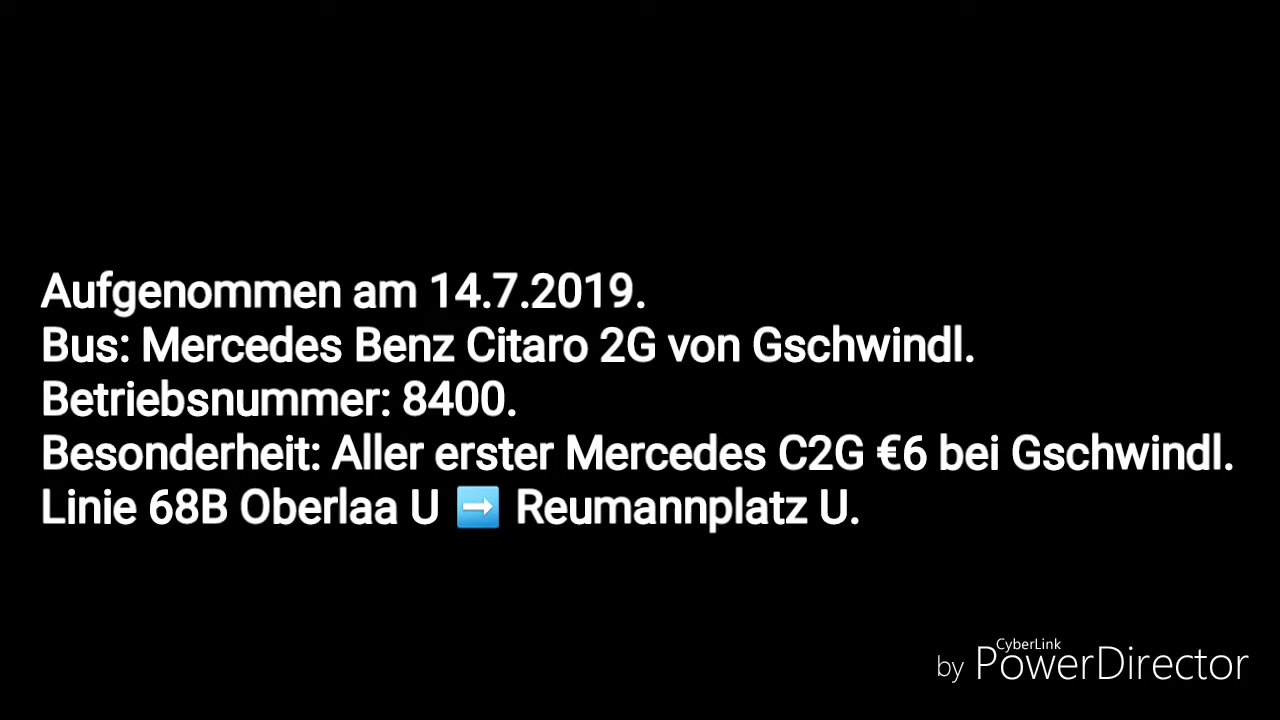 Aufgenommen am 14.7.2019.
Bus: Mercedes Benz Citaro 2G von Gschwindl.
Betriebsnummer: 8400.
Besonderheit: Aller erster Mercedes C2G €6 bei Gschwindl.
Linie 68B Oberlaa U ➡️ Reumannplatz U.
CyberLink
by PowerDirector